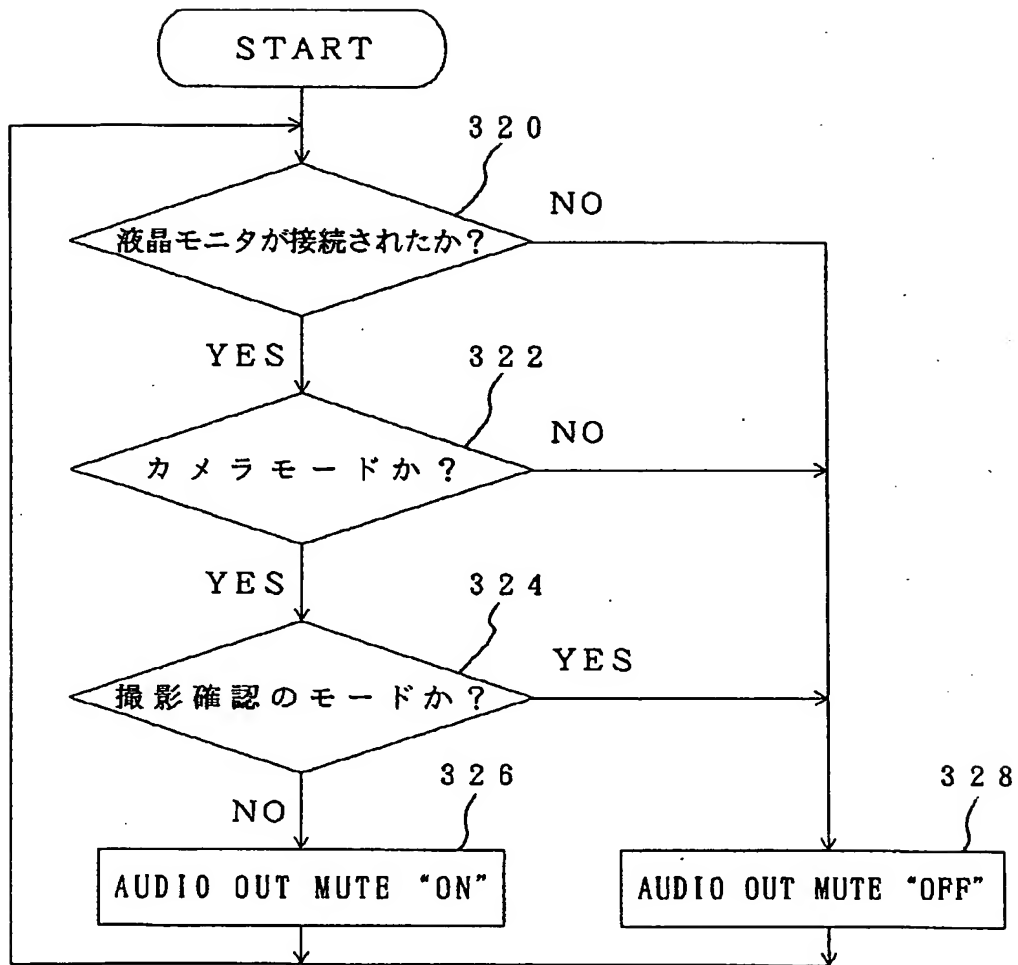 START
320
液晶モニタが接続されたか?
NO
YES
322
カメラモードか?
NO
YES
324
撮影確認のモードか?
YES
NO
326
AUDIO OUT MUTE “ON”
328
AUDIO OUT MUTE “OFF”